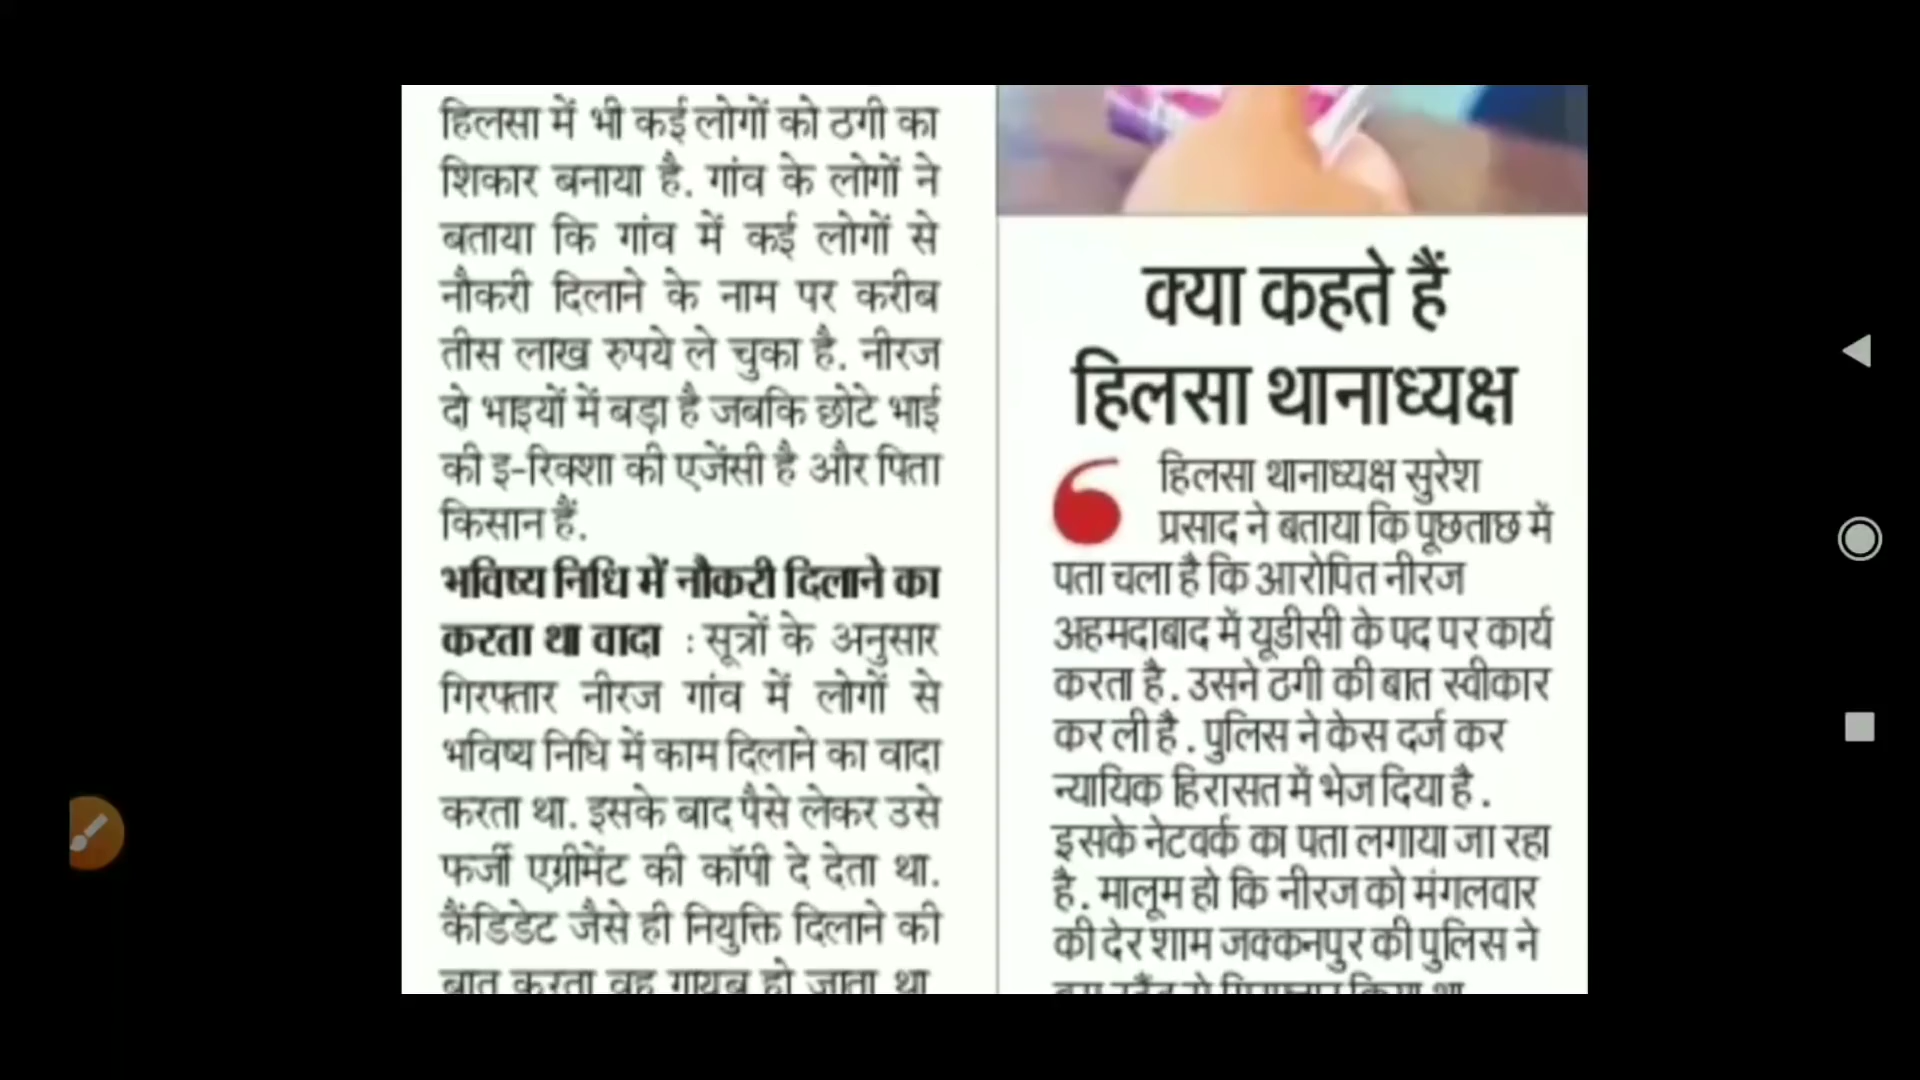 हिलसा में भी कई लोगों को ठगी का
शिकार बनाया है. गांव के लोगों ने
बताया कि गांव में कई लोगों से
नौकरी दिलाने के नाम पर करीब
तीस लाख रुपये ले चुका है. नीरज
दो भाइयों में बड़ा है जबकि छोटे भाई
की इ-रिक्शा की एजेंसी है और पिता
किसान हैं.
भविष्य निधि में नौकरी दिलाने का
करता था वादा : सूत्रों के अनुसार
गिरफ्तार नीरज गांव में लोगों से
भविष्य निधि में काम दिलाने का वादा
करता था. इसके बाद पैसे लेकर उसे
फर्जी एग्रीमेंट की कॉपी दे देता था.
कैंडिडेट जैसे ही नियुक्ति दिलाने की
बात करता वह गायब हो जाता था
क्या कहते हैं
हिलसा थानाध्यक्ष
हिलसा थानाध्यक्ष सुरेश
प्रसाद ने बताया कि पूछताछ में
पता चला है कि आरोपित नीरज
अहमदाबाद में यूडीसी के पद पर कार्य
करता है. उसने ठगी की बात स्वीकार
कर ली है. पुलिस ने केस दर्ज कर
न्यायिक हिरासत में भेज दिया है.
इसके नेटवर्क का पता लगाया जा रहा
है. मालूम हो कि नीरज को मंगलवार
की देर शाम जक्कनपुर की पुलिस ने